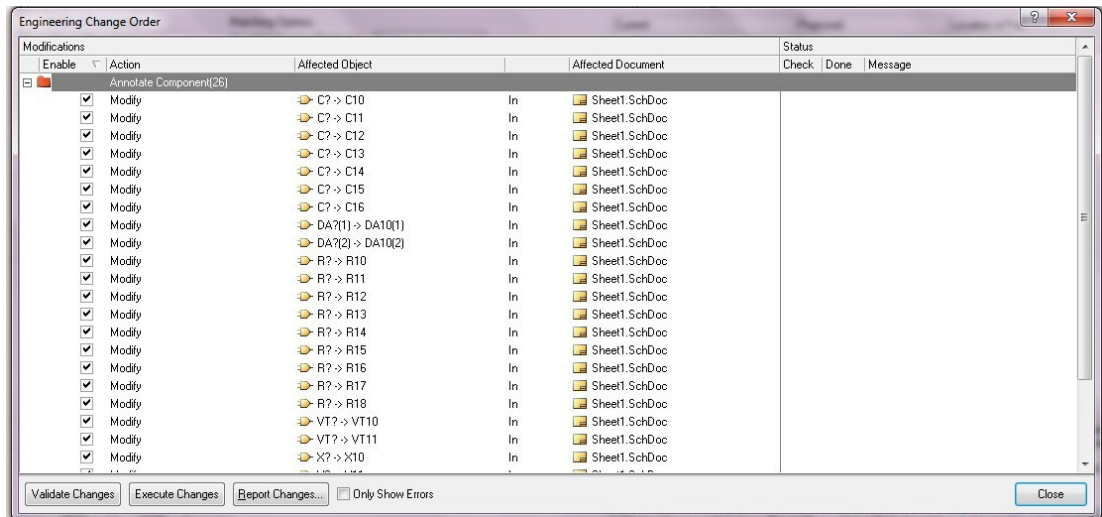 Engineering Change Order
Modifications Status
Enable Action Affected Object Affected Document Check Done Message
Annotate Component(26)
Modify C? -> C10 In Sheet1.SchDoc
Modify C? -> C11 In Sheet1.SchDoc
Modify C? -> C12 In Sheet1.SchDoc
Modify C? -> C13 In Sheet1.SchDoc
Modify C? -> C14 In Sheet1.SchDoc
Modify C? -> C15 In Sheet1.SchDoc
Modify C? -> C16 In Sheet1.SchDoc
Modify DA?(1) -> DA10(1) In Sheet1.SchDoc
Modify DA?(2) -> DA10(2) In Sheet1.SchDoc
Modify R? -> R10 In Sheet1.SchDoc
Modify R? -> R11 In Sheet1.SchDoc
Modify R? -> R12 In Sheet1.SchDoc
Modify R? -> R13 In Sheet1.SchDoc
Modify R? -> R14 In Sheet1.SchDoc
Modify R? -> R15 In Sheet1.SchDoc
Modify R? -> R16 In Sheet1.SchDoc
Modify R? -> R17 In Sheet1.SchDoc
Modify R? -> R18 In Sheet1.SchDoc
Modify VT? -> VT10 In Sheet1.SchDoc
Modify VT? -> VT11 In Sheet1.SchDoc
Modify X? -> X10 In Sheet1.SchDoc
Validate Changes Execute Changes Report Changes... Only Show Errors Close